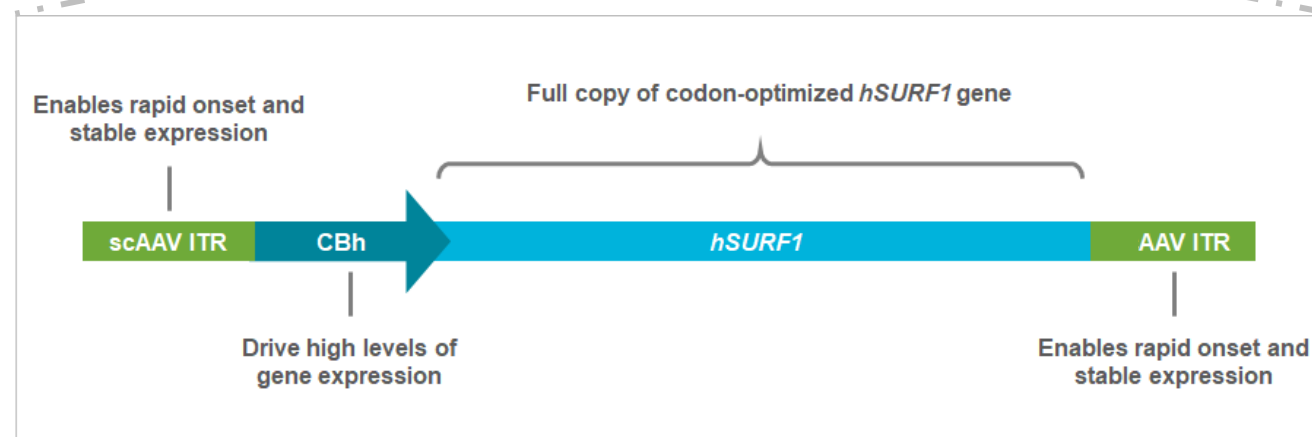 Full copy of codon-optimized hSURF1 gene
Enables rapid onset and
stable expression
scAAV ITR
CBh
hSURF1
AAV ITR
Drive high levels of
gene expression
Enables rapid onset and
stable expression